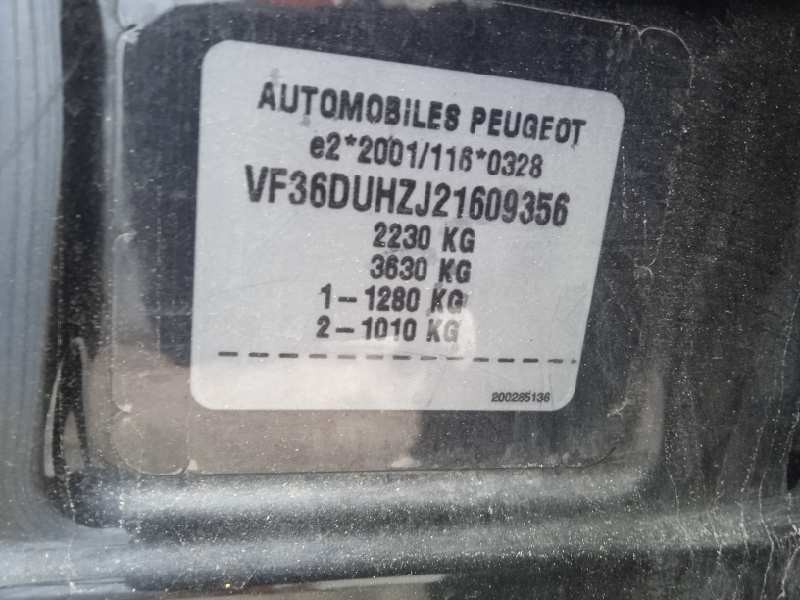 AUTOMOBILES PEUGEOT
e2*2001/116*0328
VF36DUHZJ21609356
2230 KG
3630 KG
1-1280 KG
2-1010 KG
200285136